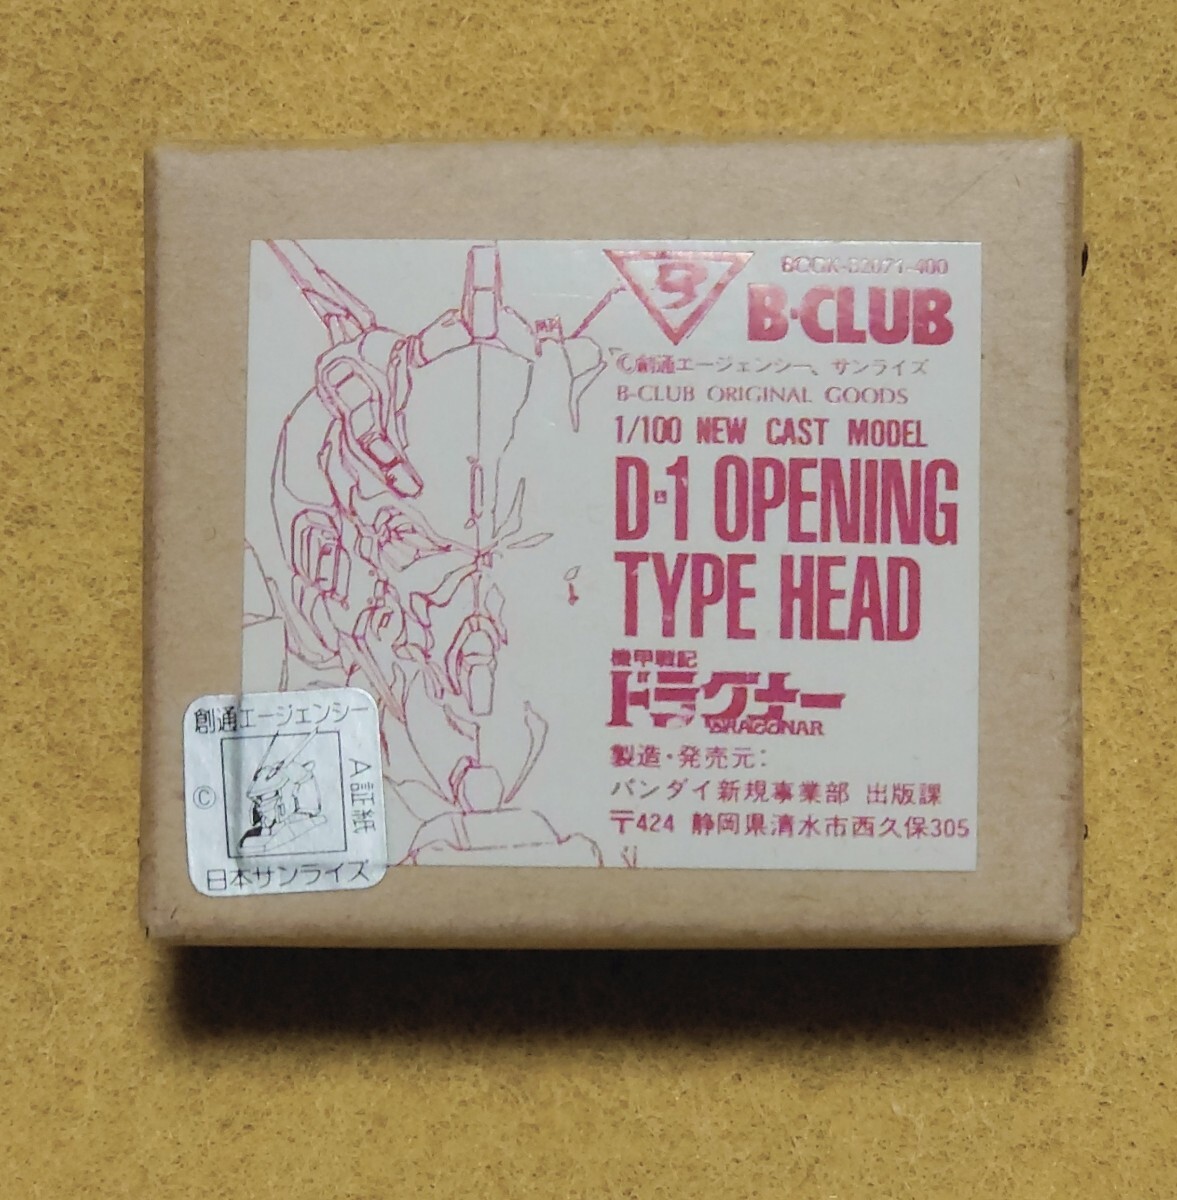 BCCK-82071-400
B-CLUB
©創通エージェンシー、サンライズ
B-CLUB ORIGINAL GOODS
1/100 NEW CAST MODEL
D-1 OPENING
TYPE HEAD
機甲戦記
ドラグナー
DRAGONAR
製造・発売元：
バンダイ新規事業部 出版課
〒424 静岡県清水市西久保305
創通エージェンシー
©
A証紙
日本サンライズ